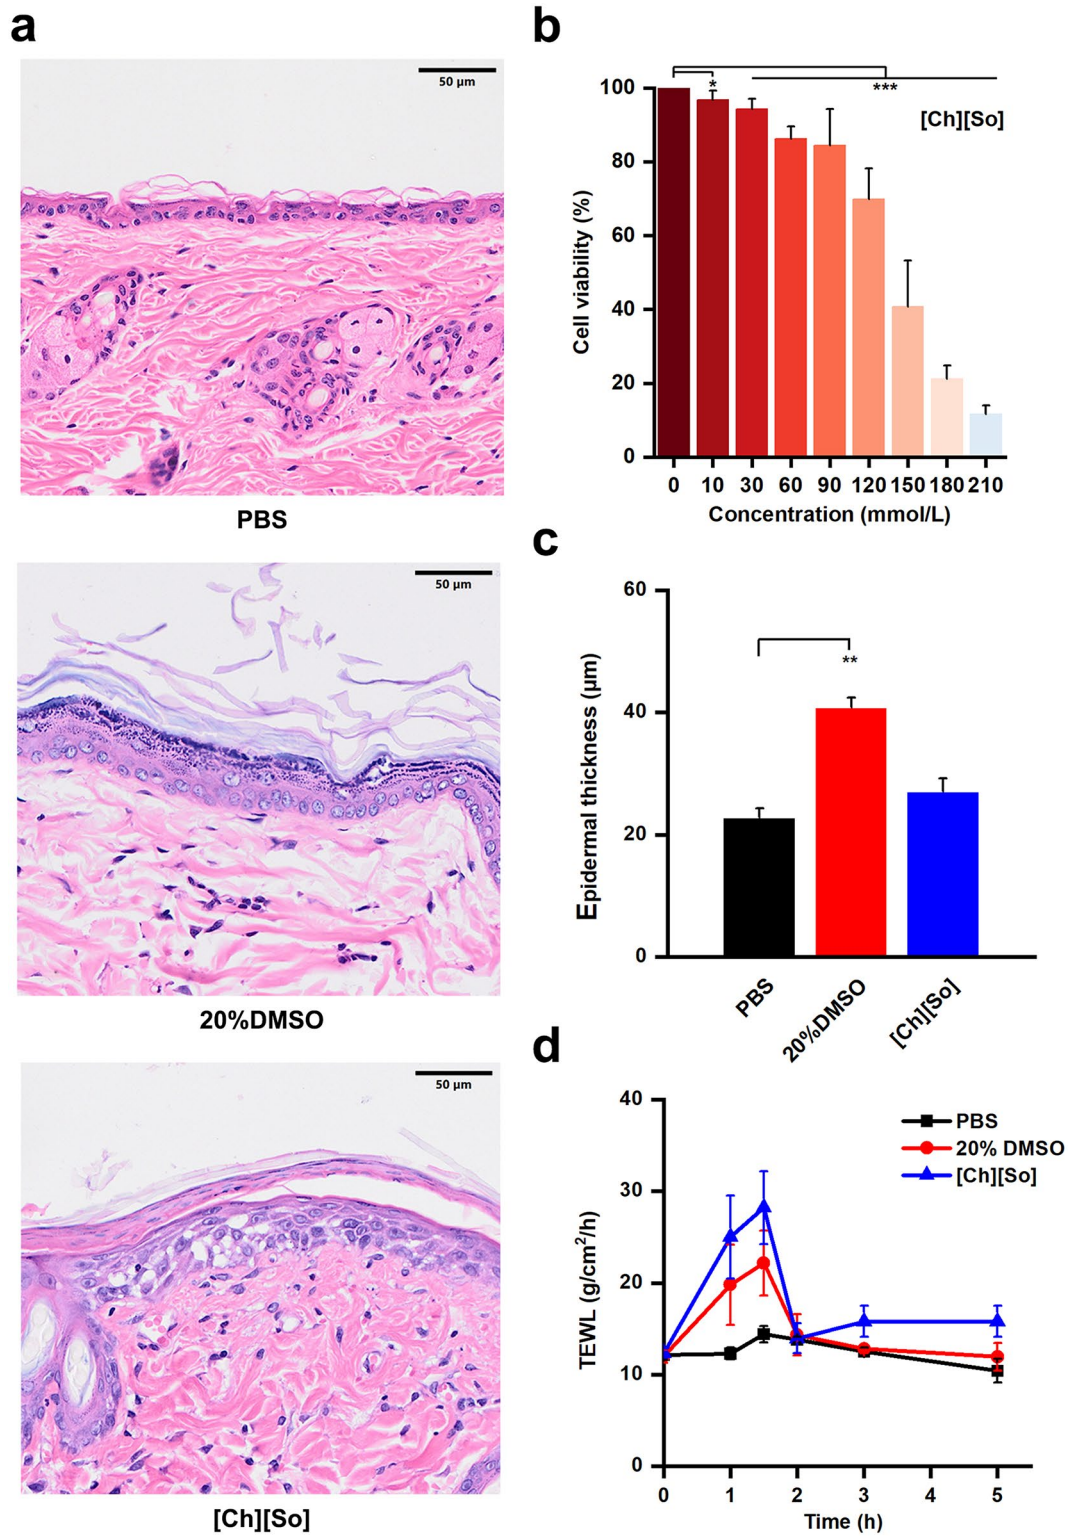 a
50 μm
PBS
50 μm
20%DMSO
50 μm
[Ch][So]
b
100
80
60
40
20
0
Cell viability (%)
*
***
[Ch][So]
0 10 30 60 90 120 150 180 210
Concentration (mmol/L)
c
60
40
20
0
Epidermal thickness (μm)
**
PBS
20%DMSO
[Ch][So]
d
40
30
20
10
0
TEWL (g/cm²/h)
PBS
20% DMSO
[Ch][So]
0 1 2 3 4 5
Time (h)